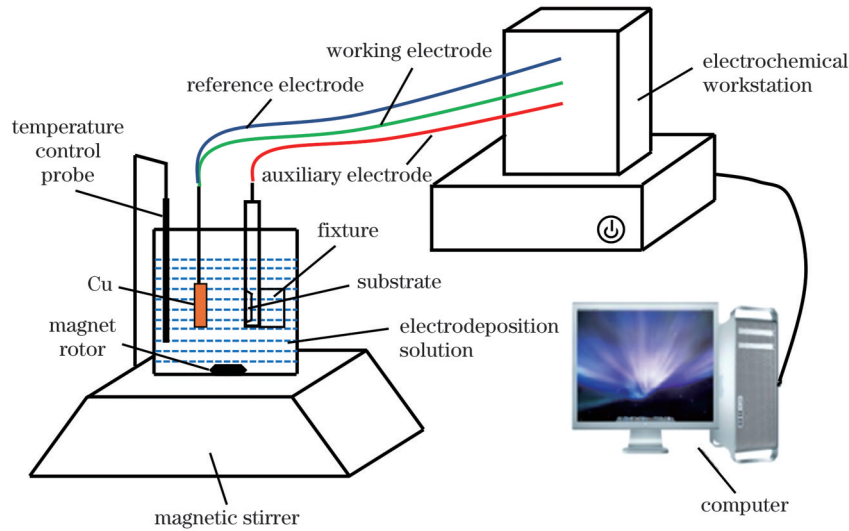 working electrode
reference electrode
electrochemical
workstation
temperature
control
probe
auxiliary electrode
fixture
Cu
substrate
magnet
rotor
electrodeposition
solution
magnetic stirrer
computer